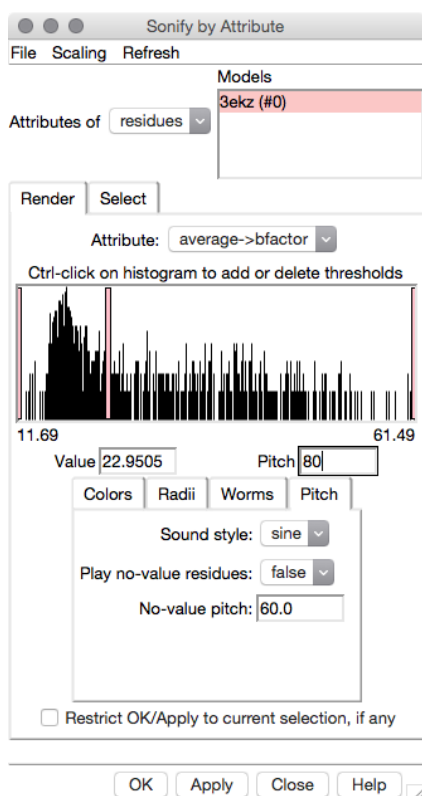 Sonify by Attribute
File Scaling Refresh
Models
3ekz (#0)
Attributes of residues
Render Select
Attribute: average->bfactor
Ctrl-click on histogram to add or delete thresholds
11.69 61.49
Value 22.9505 Pitch 80
Colors Radii Worms Pitch
Sound style: sine
Play no-value residues: false
No-value pitch: 60.0
Restrict OK/Apply to current selection, if any
OK Apply Close Help